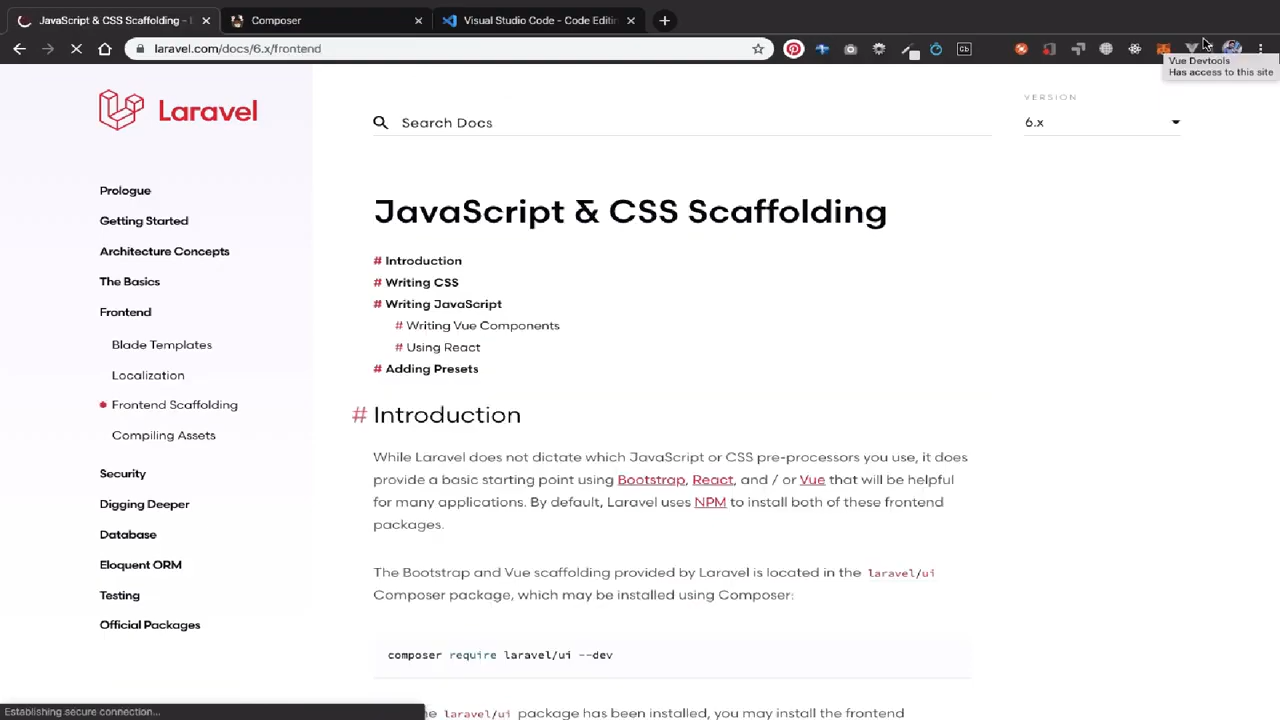 JavaScript & CSS Scaffolding - L
Composer
Visual Studio Code - Code Editin
laravel.com/docs/6.x/frontend
Vue Devtools
Has access to this site
Laravel
Search Docs
VERSION
6.x
Prologue
Getting Started
Architecture Concepts
The Basics
Frontend
Blade Templates
Localization
Frontend Scaffolding
Compiling Assets
Security
Digging Deeper
Database
Eloquent ORM
Testing
Official Packages
JavaScript & CSS Scaffolding
# Introduction
# Writing CSS
# Writing JavaScript
# Writing Vue Components
# Using React
# Adding Presets
# Introduction
While Laravel does not dictate which JavaScript or CSS pre-processors you use, it does
provide a basic starting point using Bootstrap, React, and / or Vue that will be helpful
for many applications. By default, Laravel uses NPM to install both of these frontend
packages.
The Bootstrap and Vue scaffolding provided by Laravel is located in the laravel/ui
Composer package, which may be installed using Composer:
composer require laravel/ui --dev
laravel/ui package has been installed, you may install the frontend
Establishing secure connection...